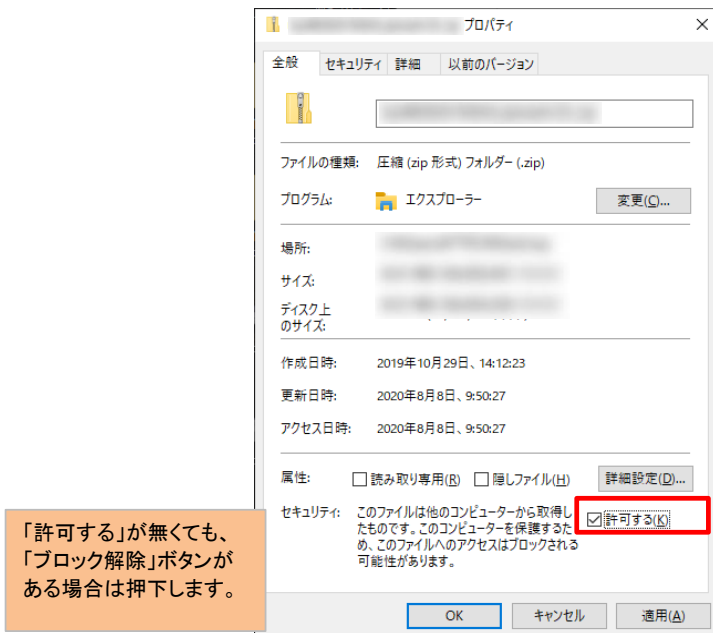 プロパティ
全般 セキュリティ 詳細 以前のバージョン
ファイルの種類: 圧縮 (zip 形式) フォルダー (.zip)
プログラム: エクスプローラー 変更(C)...
場所:
サイズ:
ディスク上
のサイズ:
作成日時: 2019年10月29日、14:12:23
更新日時: 2020年8月8日、9:50:27
アクセス日時: 2020年8月8日、9:50:27
属性: 読み取り専用(R) 隠しファイル(H) 詳細設定(D)...
セキュリティ: このファイルは他のコンピューターから取得し
たものです。このコンピューターを保護するた
め、このファイルへのアクセスはブロックされる
可能性があります。
許可する(K)
「許可する」が無くても、
「ブロック解除」ボタンが
ある場合は押下します。
OK キャンセル 適用(A)